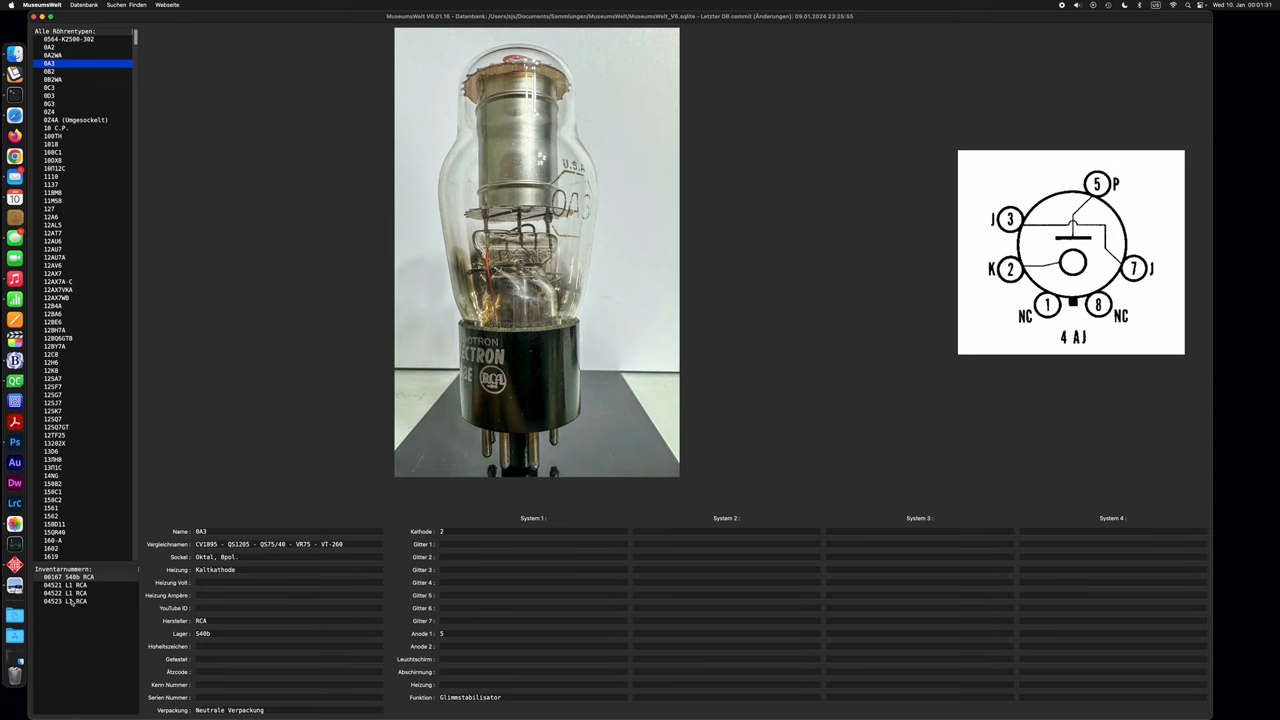 MuseumsWelt Datenbank Suchen Finden Webseite
US Wed 10. Jan 00:01:31
MuseumsWelt V6.01.16 - Datenbank: /Users/sjs/Documents/Sammlungen/MuseumsWelt/MuseumsWelt_V6.sqlite - Letzter DB commit (Änderungen): 09.01.2024 23:25:55
Alle Röhrentypen:
0564-K2500-302
0A2
0A2WA
0A3
0B2
0B2WA
0C3
0D3
0G3
0Z4
0Z4A (Umgesockelt)
10 C.P.
100TH
1018
108C1
10DX8
10П12С
1110
1137
11BM8
11MS8
127
12A6
12AL5
12AT7
12AU6
12AU7
12AU7A
12AV6
12AX7
12AX7A-C
12AX7VKA
12AX7WB
12B4A
12BA6
12BE6
12BH7A
12BQ6GTB
12BY7A
12C8
12H6
12K8
12SA7
12SF7
12SG7
12SJ7
12SK7
12SQ7
12SQ7GT
12TF25
13202X
13D6
13П1С
14NG
150B2
150C1
150C2
1561
1562
15BD11
15QR40
160-A
1602
1619
Inventarnummern:
00167 S40b RCA
04521 L1 RCA
04522 L1 RCA
04523 L1 RCA
U.S.A
RCA
5 P
J 3
K 2
7 J
NC 1
8 NC
4 AJ
System 1 :
System 2 :
System 3 :
System 4 :
Name : 0A3
Vergleichnamen : CV1895 - QS1205 - QS75/40 - VR75 - VT-260
Sockel : Oktal, 8pol.
Heizung : Kaltkathode
Heizung Volt :
Heizung Ampère :
YouTube ID :
Hersteller : RCA
Lager : S40b
Hoheitszeichen :
Getestet :
Ätzcode :
Kenn Nummer :
Serien Nummer :
Verpackung : Neutrale Verpackung
Kathode : 2
Gitter 1 :
Gitter 2 :
Gitter 3 :
Gitter 4 :
Gitter 5 :
Gitter 6 :
Gitter 7 :
Anode 1 : 5
Anode 2 :
Leuchtschirm :
Abschirmung :
Heizung :
Funktion : Glimmstabilisator